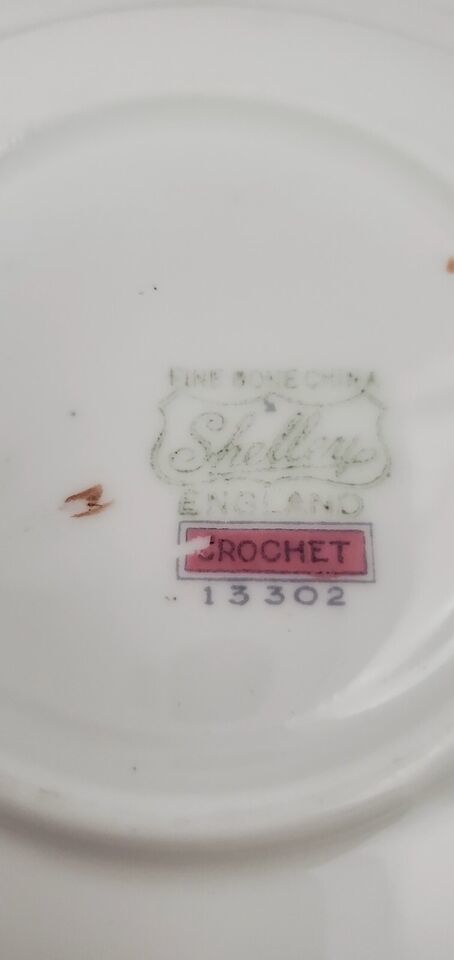 FINE BONE CHINA
Shelley
ENGLAND
CROCHET
13302